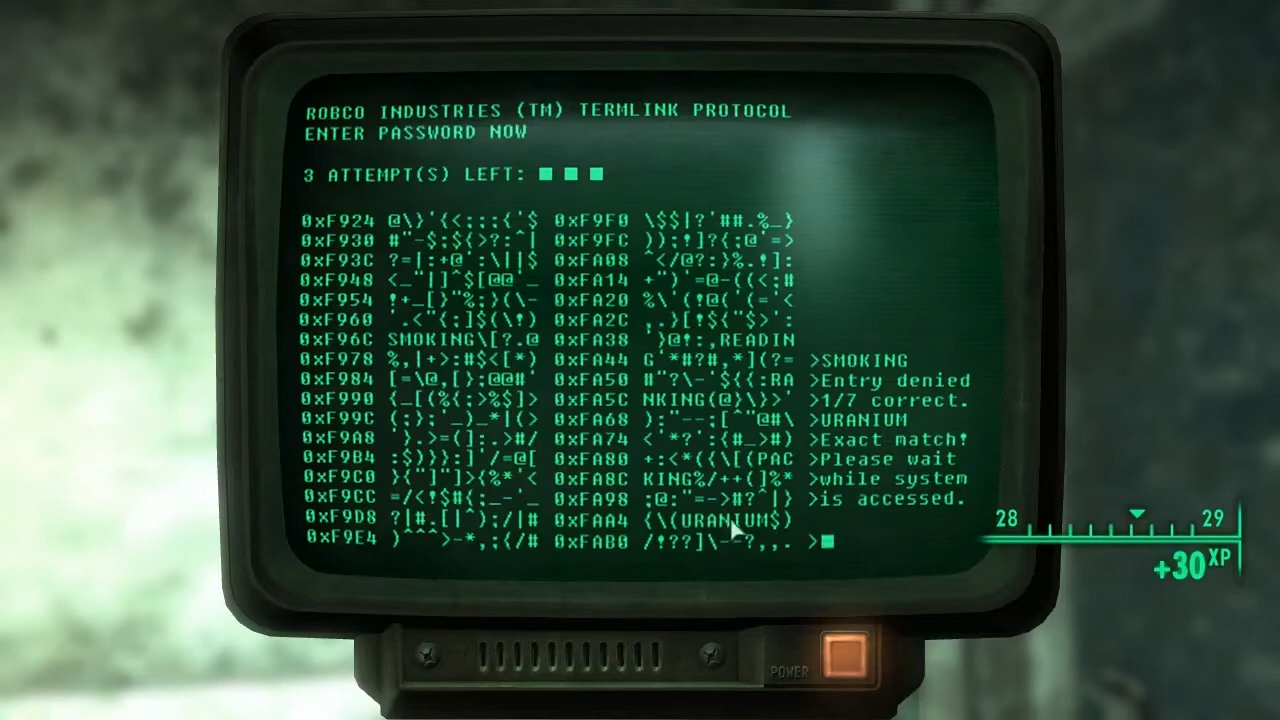 ROBCO INDUSTRIES (TM) TERMLINK PROTOCOL
ENTER PASSWORD NOW
3 ATTEMPT(S) LEFT: ■ ■ ■
0xF924 @\}'{<:::{'$ 0xF9F0 \$$|?'##.%_}
0xF930 #"-$:${>?:^| 0xF9FC ));!]?{;@'=>
0xF93C ?=|:+@':\||$ 0xFA08 ^</@?:}%.!]:
0xF948 <_"|]^$[@@'_ 0xFA14 +")'=@-((<;#
0xF954 !+_[}"%;}(\- 0xFA20 %\'(!@('(='<
0xF960 '.<"{;]$(\!) 0xFA2C ,.}[!${"$>':
0xF96C SMOKING\[?.@ 0xFA38 '}@!:,READIN
0xF978 %,|+>:#$<[*) 0xFA44 G'*#?#,*](?= >SMOKING
0xF984 [=\@,[};@@#' 0xFA50 #"?\-'${{:RA >Entry denied
0xF990 {_[(%{;>%$]> 0xFA5C NKING(@}\}>' >1/7 correct.
0xF99C (;};'_)_*|(> 0xFA68 ):"--;[^"@#\ >URANIUM
0xF9A8 '}.>=(]:.>#/ 0xFA74 <'*?':{#_>#) >Exact match!
0xF9B4 :$)}}:]'/=@[ 0xFA80 +:<*({\[(PAC >Please wait
0xF9C0 }{"]"]>{%*'< 0xFA8C KING%/++(]%* >while system
0xF9CC =/<!$#{;_-'_ 0xFA98 ;@:"=->#?^|} >is accessed.
0xF9D8 ?|#.[|^):/|# 0xFAA4 {\(URANIUM$)
0xF9E4 )^^^>-*,;{/# 0xFAB0 /!??]\--?,,. >■
28 29
+30 XP
POWER